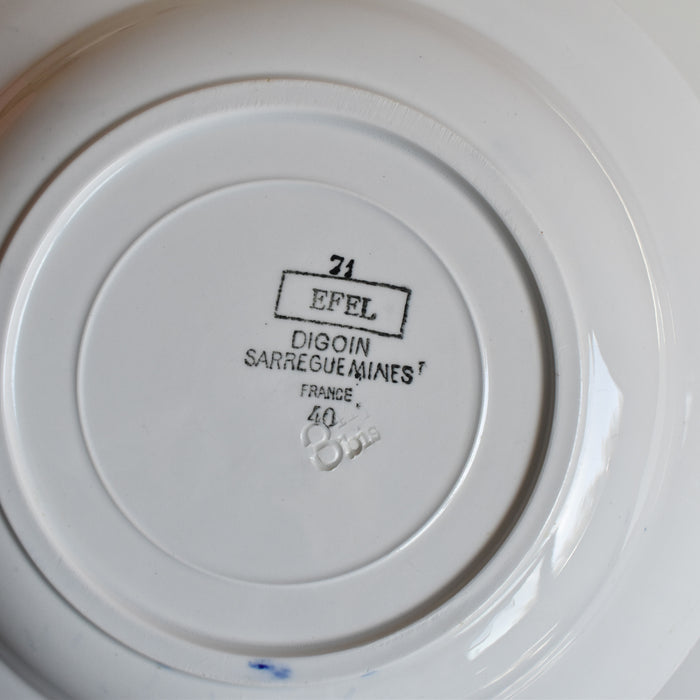 71
EFEL
DIGOIN
SARREGUEMINES
FRANCE
40
8 bis